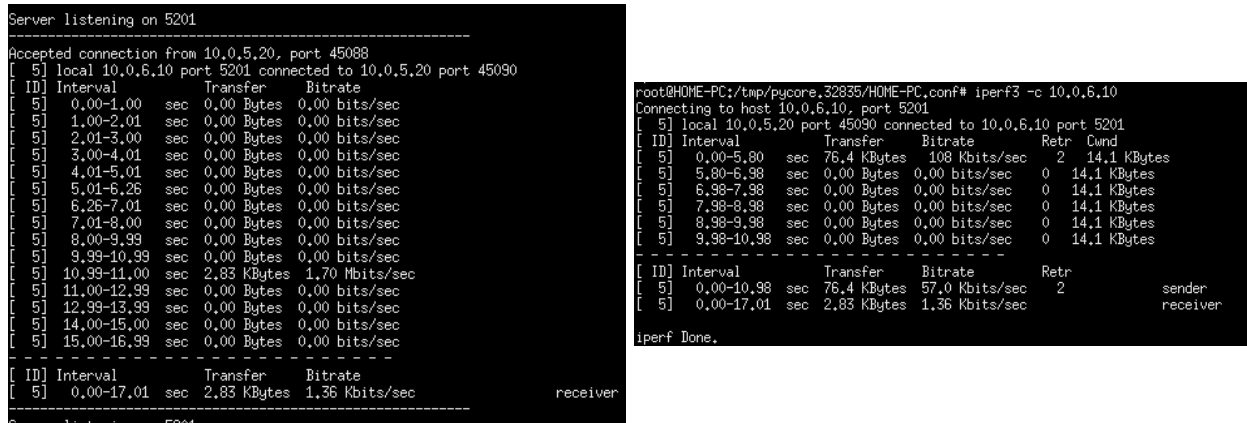 Server listening on 5201
-----------------------------------------------------------
Accepted connection from 10.0.5.20, port 45088
[  5] local 10.0.6.10 port 5201 connected to 10.0.5.20 port 45090
[ ID] Interval           Transfer     Bitrate
[  5]   0.00-1.00   sec  0.00 Bytes  0.00 bits/sec
[  5]   1.00-2.01   sec  0.00 Bytes  0.00 bits/sec
[  5]   2.01-3.00   sec  0.00 Bytes  0.00 bits/sec
[  5]   3.00-4.01   sec  0.00 Bytes  0.00 bits/sec
[  5]   4.01-5.01   sec  0.00 Bytes  0.00 bits/sec
[  5]   5.01-6.26   sec  0.00 Bytes  0.00 bits/sec
[  5]   6.26-7.01   sec  0.00 Bytes  0.00 bits/sec
[  5]   7.01-8.00   sec  0.00 Bytes  0.00 bits/sec
[  5]   8.00-9.99   sec  0.00 Bytes  0.00 bits/sec
[  5]   9.99-10.99  sec  0.00 Bytes  0.00 bits/sec
[  5]  10.99-11.00  sec  2.83 KBytes  1.70 Mbits/sec
[  5]  11.00-12.99  sec  0.00 Bytes  0.00 bits/sec
[  5]  12.99-13.99  sec  0.00 Bytes  0.00 bits/sec
[  5]  14.00-15.00  sec  0.00 Bytes  0.00 bits/sec
[  5]  15.00-16.99  sec  0.00 Bytes  0.00 bits/sec
- - - - - - - - - - - - - - - - - - - - - - - - -
[ ID] Interval           Transfer     Bitrate
[  5]   0.00-17.01  sec  2.83 KBytes  1.36 Kbits/sec                  receiver
-----------------------------------------------------------
root@HOME-PC:/tmp/pycore.32835/HOME-PC.conf# iperf3 -c 10.0.6.10
Connecting to host 10.0.6.10, port 5201
[  5] local 10.0.5.20 port 45090 connected to 10.0.6.10 port 5201
[ ID] Interval           Transfer     Bitrate         Retr  Cwnd
[  5]   0.00-5.80   sec  76.4 KBytes   108 Kbits/sec    2   14.1 KBytes
[  5]   5.80-6.98   sec  0.00 Bytes  0.00 bits/sec    0   14.1 KBytes
[  5]   6.98-7.98   sec  0.00 Bytes  0.00 bits/sec    0   14.1 KBytes
[  5]   7.98-8.98   sec  0.00 Bytes  0.00 bits/sec    0   14.1 KBytes
[  5]   8.98-9.98   sec  0.00 Bytes  0.00 bits/sec    0   14.1 KBytes
[  5]   9.98-10.98  sec  0.00 Bytes  0.00 bits/sec    0   14.1 KBytes
- - - - - - - - - - - - - - - - - - - - - - - - -
[ ID] Interval           Transfer     Bitrate         Retr
[  5]   0.00-10.98  sec  76.4 KBytes  57.0 Kbits/sec    2             sender
[  5]   0.00-17.01  sec  2.83 KBytes  1.36 Kbits/sec                  receiver
iperf Done.